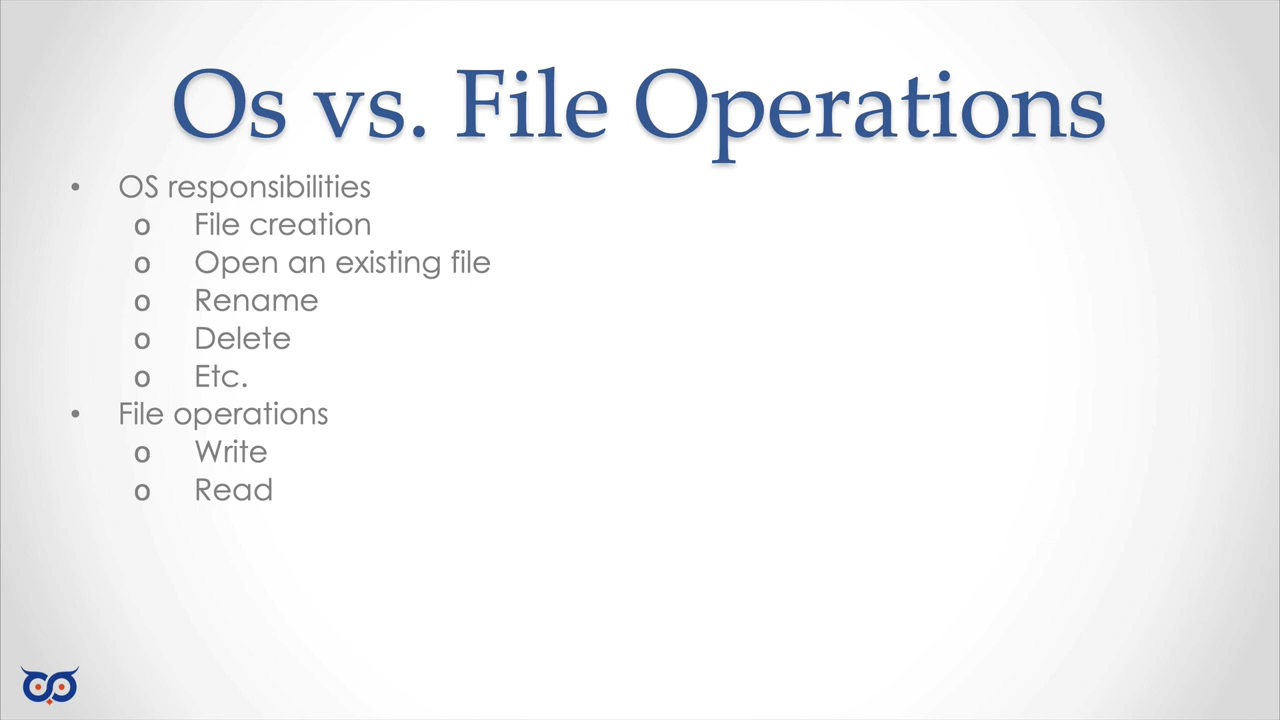 Os vs. File Operations
• OS responsibilities
o File creation
o Open an existing file
o Rename
o Delete
o Etc.
• File operations
o Write
o Read